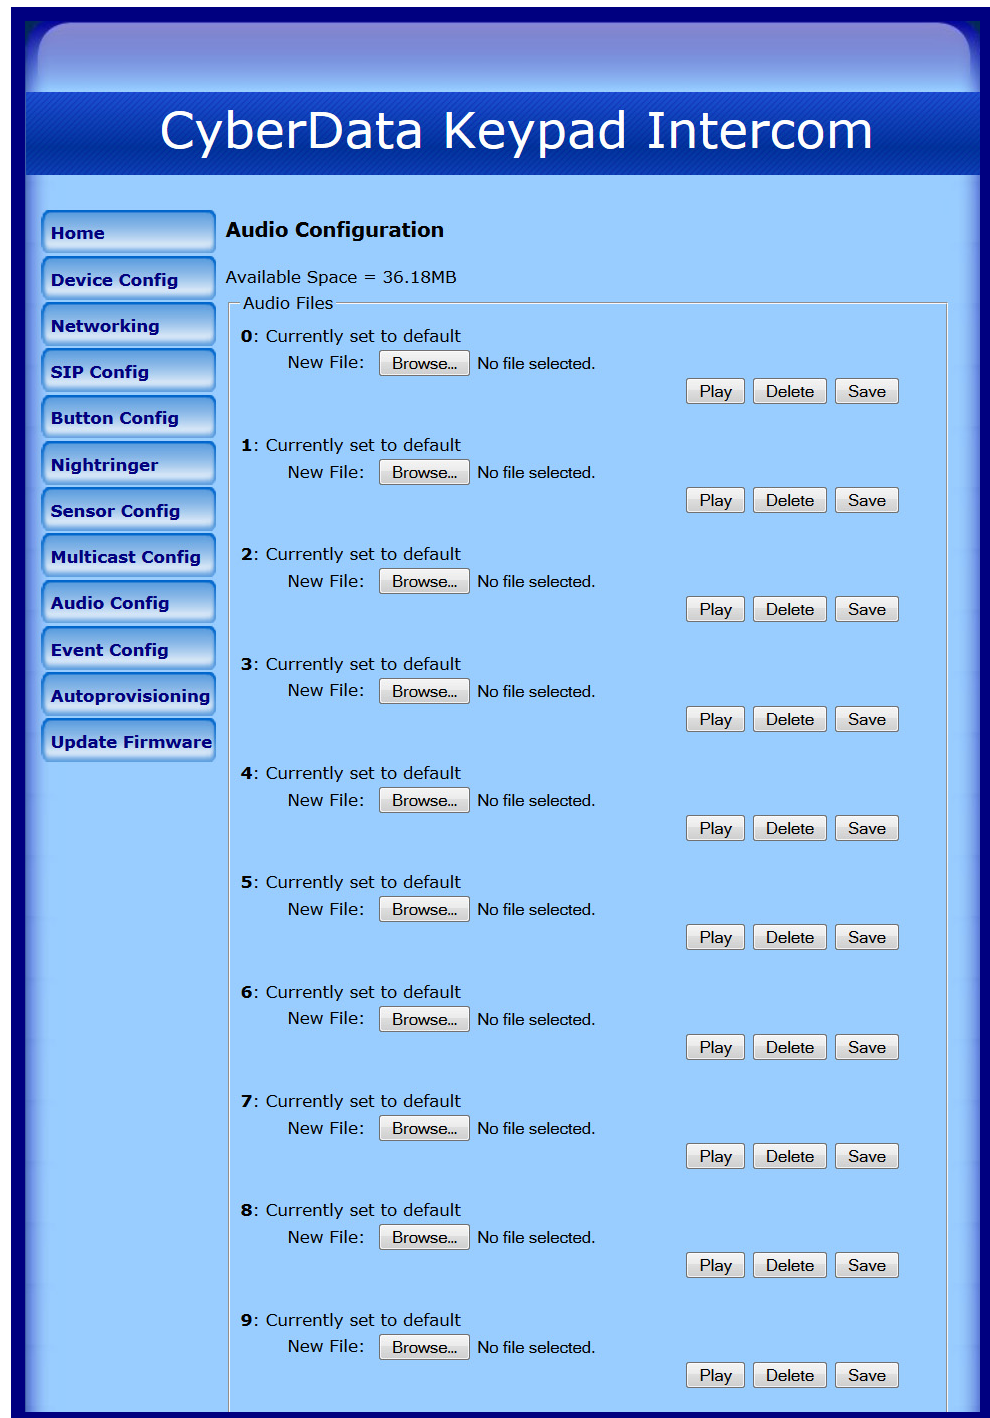 CyberData Keypad Intercom
Home
Device Config
Networking
SIP Config
Button Config
Nightringer
Sensor Config
Multicast Config
Audio Config
Event Config
Autoprovisioning
Update Firmware
Audio Configuration
Available Space = 36.18MB
Audio Files
0: Currently set to default
New File: Browse... No file selected.
Play Delete Save
1: Currently set to default
New File: Browse... No file selected.
Play Delete Save
2: Currently set to default
New File: Browse... No file selected.
Play Delete Save
3: Currently set to default
New File: Browse... No file selected.
Play Delete Save
4: Currently set to default
New File: Browse... No file selected.
Play Delete Save
5: Currently set to default
New File: Browse... No file selected.
Play Delete Save
6: Currently set to default
New File: Browse... No file selected.
Play Delete Save
7: Currently set to default
New File: Browse... No file selected.
Play Delete Save
8: Currently set to default
New File: Browse... No file selected.
Play Delete Save
9: Currently set to default
New File: Browse... No file selected.
Play Delete Save